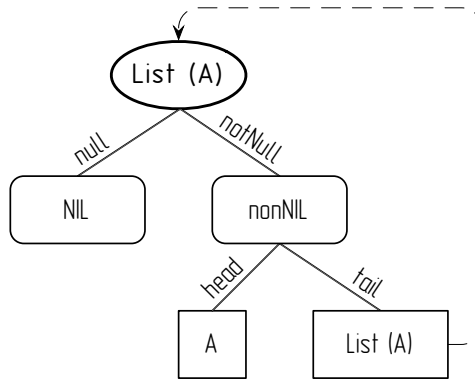 List (A)
null
notNull
NIL
nonNIL
head
tail
A
List (A)